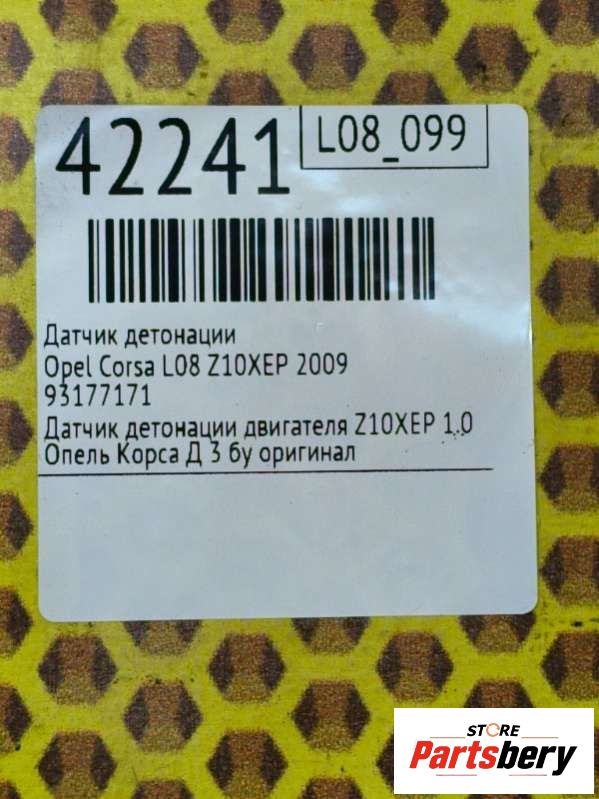 42241
L08_099
Датчик детонации
Opel Corsa L08 Z10XEP 2009
93177171
Датчик детонации двигателя Z10XEP 1.0
Опель Корса Д 3 бу оригинал
STORE
Partsbery